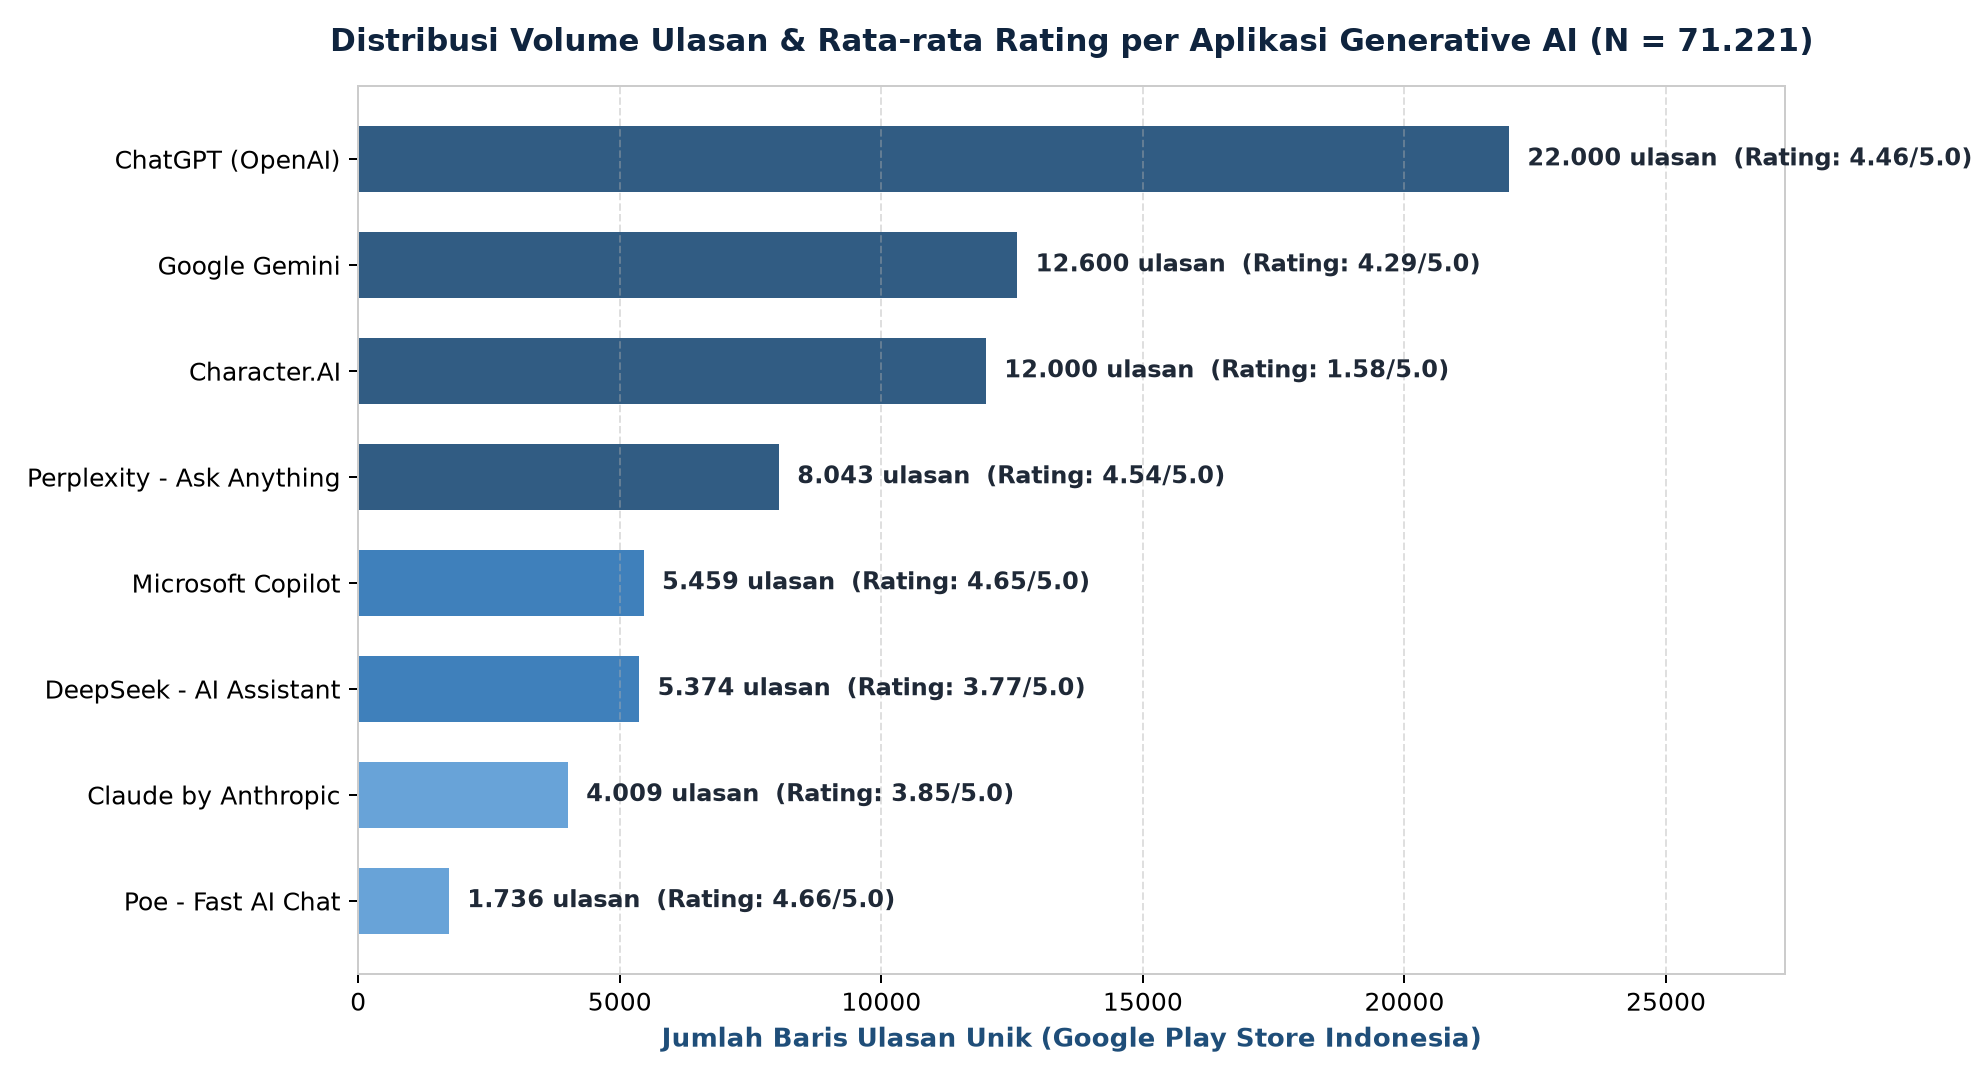 Distribusi Volume Ulasan & Rata-rata Rating per Aplikasi Generative AI (N = 71.221)
ChatGPT (OpenAI) 22.000 ulasan (Rating: 4.46/5.0)
Google Gemini 12.600 ulasan (Rating: 4.29/5.0)
Character.AI 12.000 ulasan (Rating: 1.58/5.0)
Perplexity - Ask Anything 8.043 ulasan (Rating: 4.54/5.0)
Microsoft Copilot 5.459 ulasan (Rating: 4.65/5.0)
DeepSeek - AI Assistant 5.374 ulasan (Rating: 3.77/5.0)
Claude by Anthropic 4.009 ulasan (Rating: 3.85/5.0)
Poe - Fast AI Chat 1.736 ulasan (Rating: 4.66/5.0)
0 5000 10000 15000 20000 25000
Jumlah Baris Ulasan Unik (Google Play Store Indonesia)